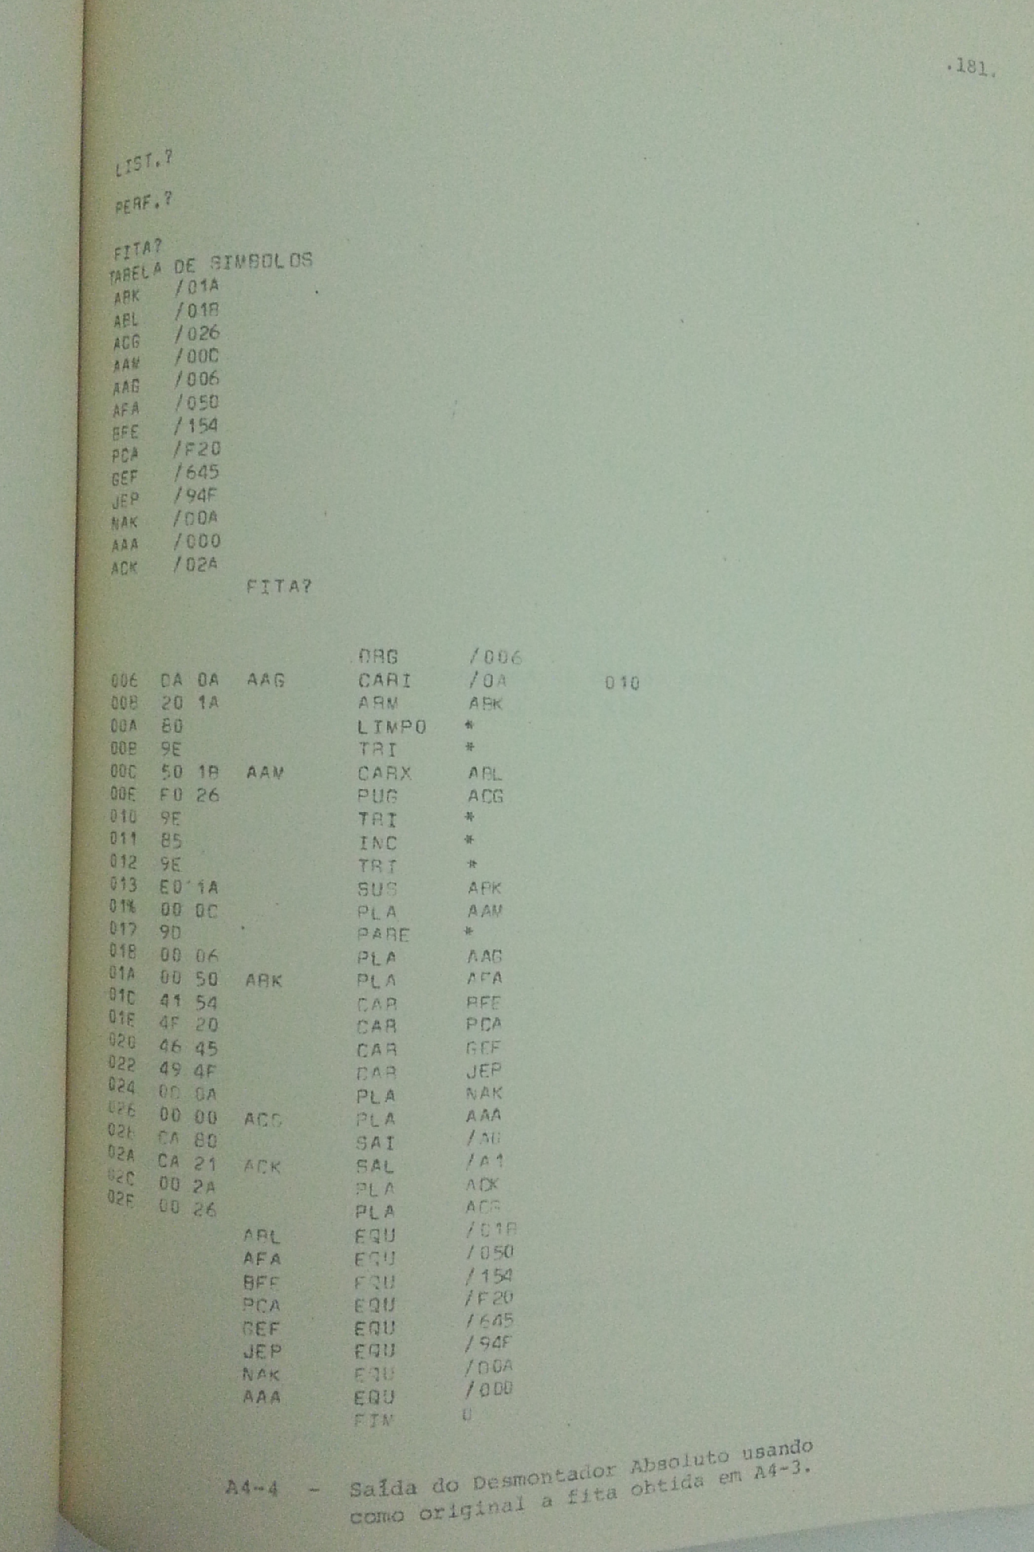 .181.
LIST.?
PERF.?
FITA?
TABELA DE SIMBOLOS
ABK /01A
ABL /01B
ACG /026
AAM /00C
AAG /006
AFA /050
BFE /154
PCA /F20
GEF /645
JEP /94F
NAK /00A
AAA /000
ACK /02A
FITA?
ORG /006
006 DA 0A AAG CARI /0A 010
008 20 1A ARM ABK
00A 80 LIMPO *
00B 9E TRI *
00C 50 1B AAM CARX ABL
00E F0 26 PUG ACG
010 9E TRI *
011 85 INC *
012 9E TRI *
013 E0 1A SUS ABK
015 00 0C PLA AAM
017 9D PARE *
018 00 06 PLA AAG
01A 00 50 ABK PLA AFA
01C 41 54 CAR BFE
01E 4F 20 CAR PCA
020 46 45 CAR GEF
022 49 4F CAR JEP
024 00 0A PLA NAK
026 00 00 ACG PLA AAA
028 CA 80 SAI
02A CA 21 ACK SAL /A1
02C 00 2A PLA ACK
02E 00 26 PLA ACG
ABL EQU /01B
AFA EQU /050
BFE EQU /154
PCA EQU /F20
GEF EQU /645
JEP EQU /94F
NAK EQU /00A
AAA EQU /000
FIM 0
A4-4 - Saída do Desmontador Absoluto usando
como original a fita obtida em A4-3.